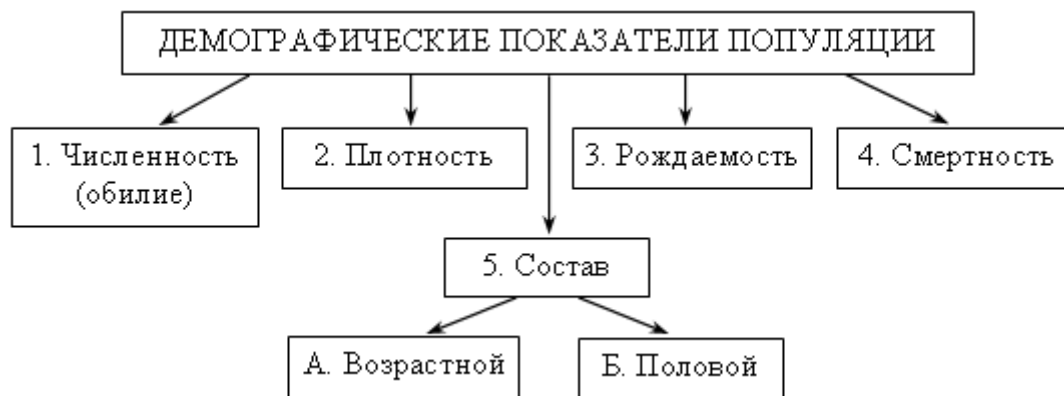 ДЕМОГРАФИЧЕСКИЕ ПОКАЗАТЕЛИ ПОПУЛЯЦИИ
1. Численность
(обилие)
2. Плотность
3. Рождаемость
4. Смертность
5. Состав
А. Возрастной
Б. Половой